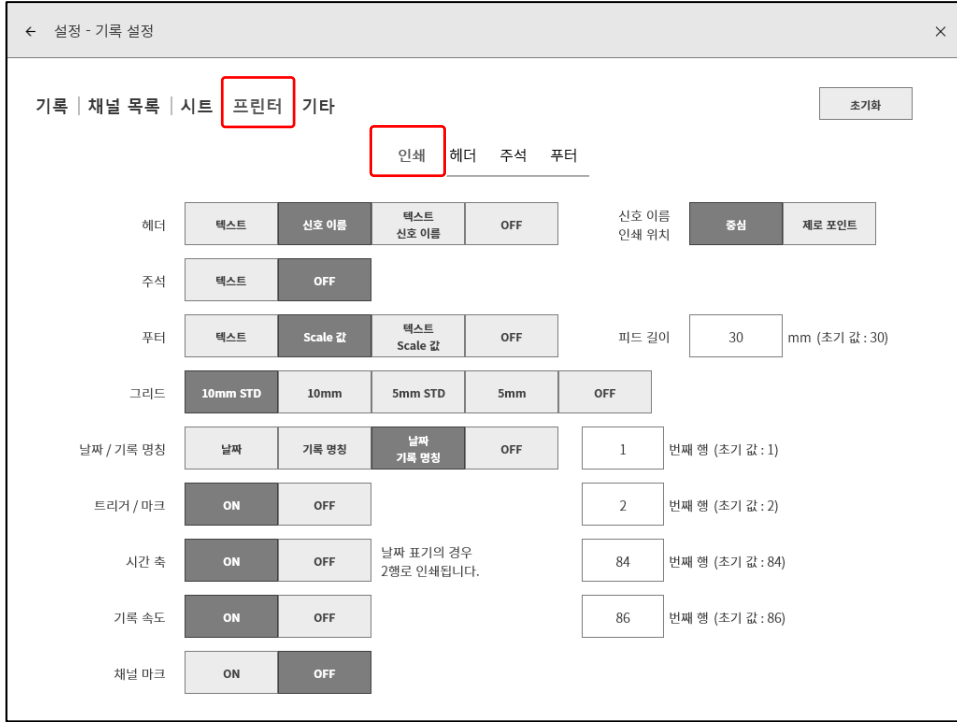 ← 설정 - 기록 설정 ×
기록 | 채널 목록 | 시트 프린터 기타 초기화
인쇄 헤더 주석 푸터
헤더 텍스트 신호 이름 텍스트 신호 이름 OFF 신호 이름 인쇄 위치 중심 제로 포인트
주석 텍스트 OFF
푸터 텍스트 Scale 값 텍스트 Scale 값 OFF 피드 길이 30 mm (초기 값 : 30)
그리드 10mm STD 10mm 5mm STD 5mm OFF
날짜 / 기록 명칭 날짜 기록 명칭 날짜 기록 명칭 OFF 1 번째 행 (초기 값 : 1)
트리거 / 마크 ON OFF 2 번째 행 (초기 값 : 2)
시간 축 ON OFF 날짜 표기의 경우 2행로 인쇄됩니다. 84 번째 행 (초기 값 : 84)
기록 속도 ON OFF 86 번째 행 (초기 값 : 86)
채널 마크 ON OFF